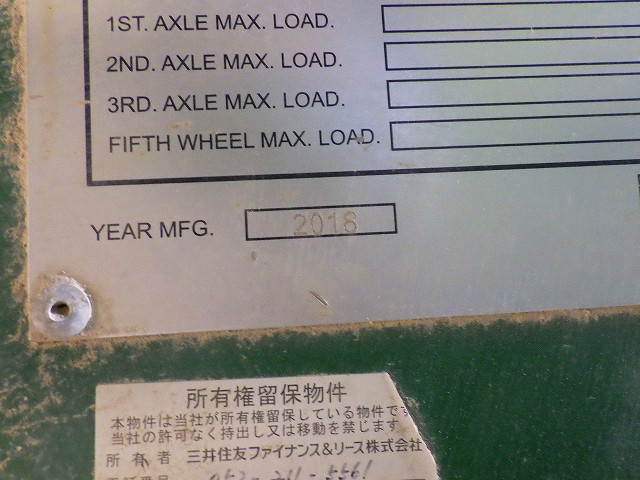 1ST. AXLE MAX. LOAD.
2ND. AXLE MAX. LOAD.
3RD. AXLE MAX. LOAD.
FIFTH WHEEL MAX. LOAD.
YEAR MFG. 2018
所有権留保物件
本物件は当社が所有権留保している物件で
当社の許可なく持出し又は移動を禁じます
所有者 三井住友ファイナンス&リース株式会社